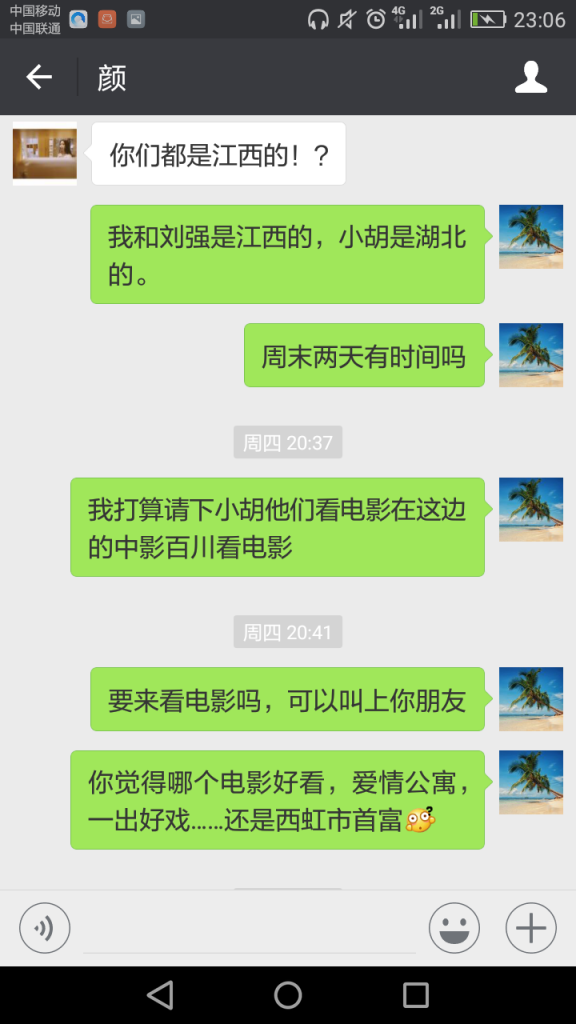 中国移动
中国联通
4G
2G
23:06
颜
你们都是江西的！?
我和刘强是江西的，小胡是湖北
的。
周末两天有时间吗
周四 20:37
我打算请下小胡他们看电影在这边
的中影百川看电影
周四 20:41
要来看电影吗，可以叫上你朋友
你觉得哪个电影好看，爱情公寓，
一出好戏……还是西虹市首富